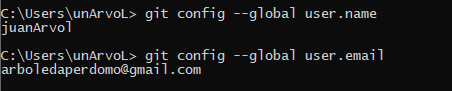 C:\Users\unArvoL> git config --global user.name
juanArvol
C:\Users\unArvoL> git config --global user.email
arboledaperdomo@gmail.com